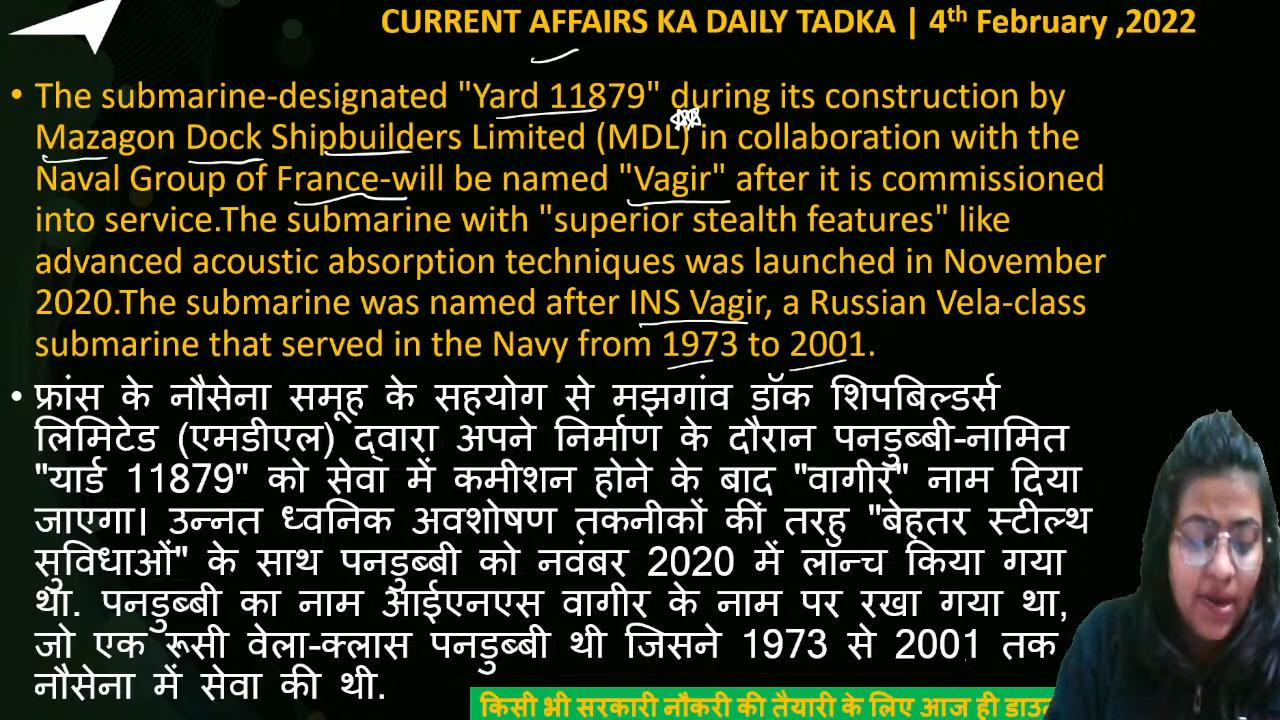 CURRENT AFFAIRS KA DAILY TADKA | 4th February ,2022
• The submarine-designated "Yard 11879" during its construction by
Mazagon Dock Shipbuilders Limited (MDL) in collaboration with the
Naval Group of France-will be named "Vagir" after it is commissioned
into service.The submarine with "superior stealth features" like
advanced acoustic absorption techniques was launched in November
2020.The submarine was named after INS Vagir, a Russian Vela-class
submarine that served in the Navy from 1973 to 2001.
• फ्रांस के नौसेना समूह के सहयोग से मझगांव डॉक शिपबिल्डर्स
लिमिटेड (एमडीएल) द्वारा अपने निर्माण के दौरान पनडुब्बी-नामित
"यार्ड 11879" को सेवा में कमीशन होने के बाद "वागीर" नाम दिया
जाएगा। उन्नत ध्वनिक अवशोषण तकनीकों की तरह "बेहतर स्टील्थ
सुविधाओं" के साथ पनडुब्बी को नवंबर 2020 में लॉन्च किया गया
था. पनडुब्बी का नाम आईएनएस वागीर के नाम पर रखा गया था,
जो एक रूसी वेला-क्लास पनडुब्बी थी जिसने 1973 से 2001 तक
नौसेना में सेवा की थी.
किसी भी सरकारी नौकरी की तैयारी के लिए आज ही